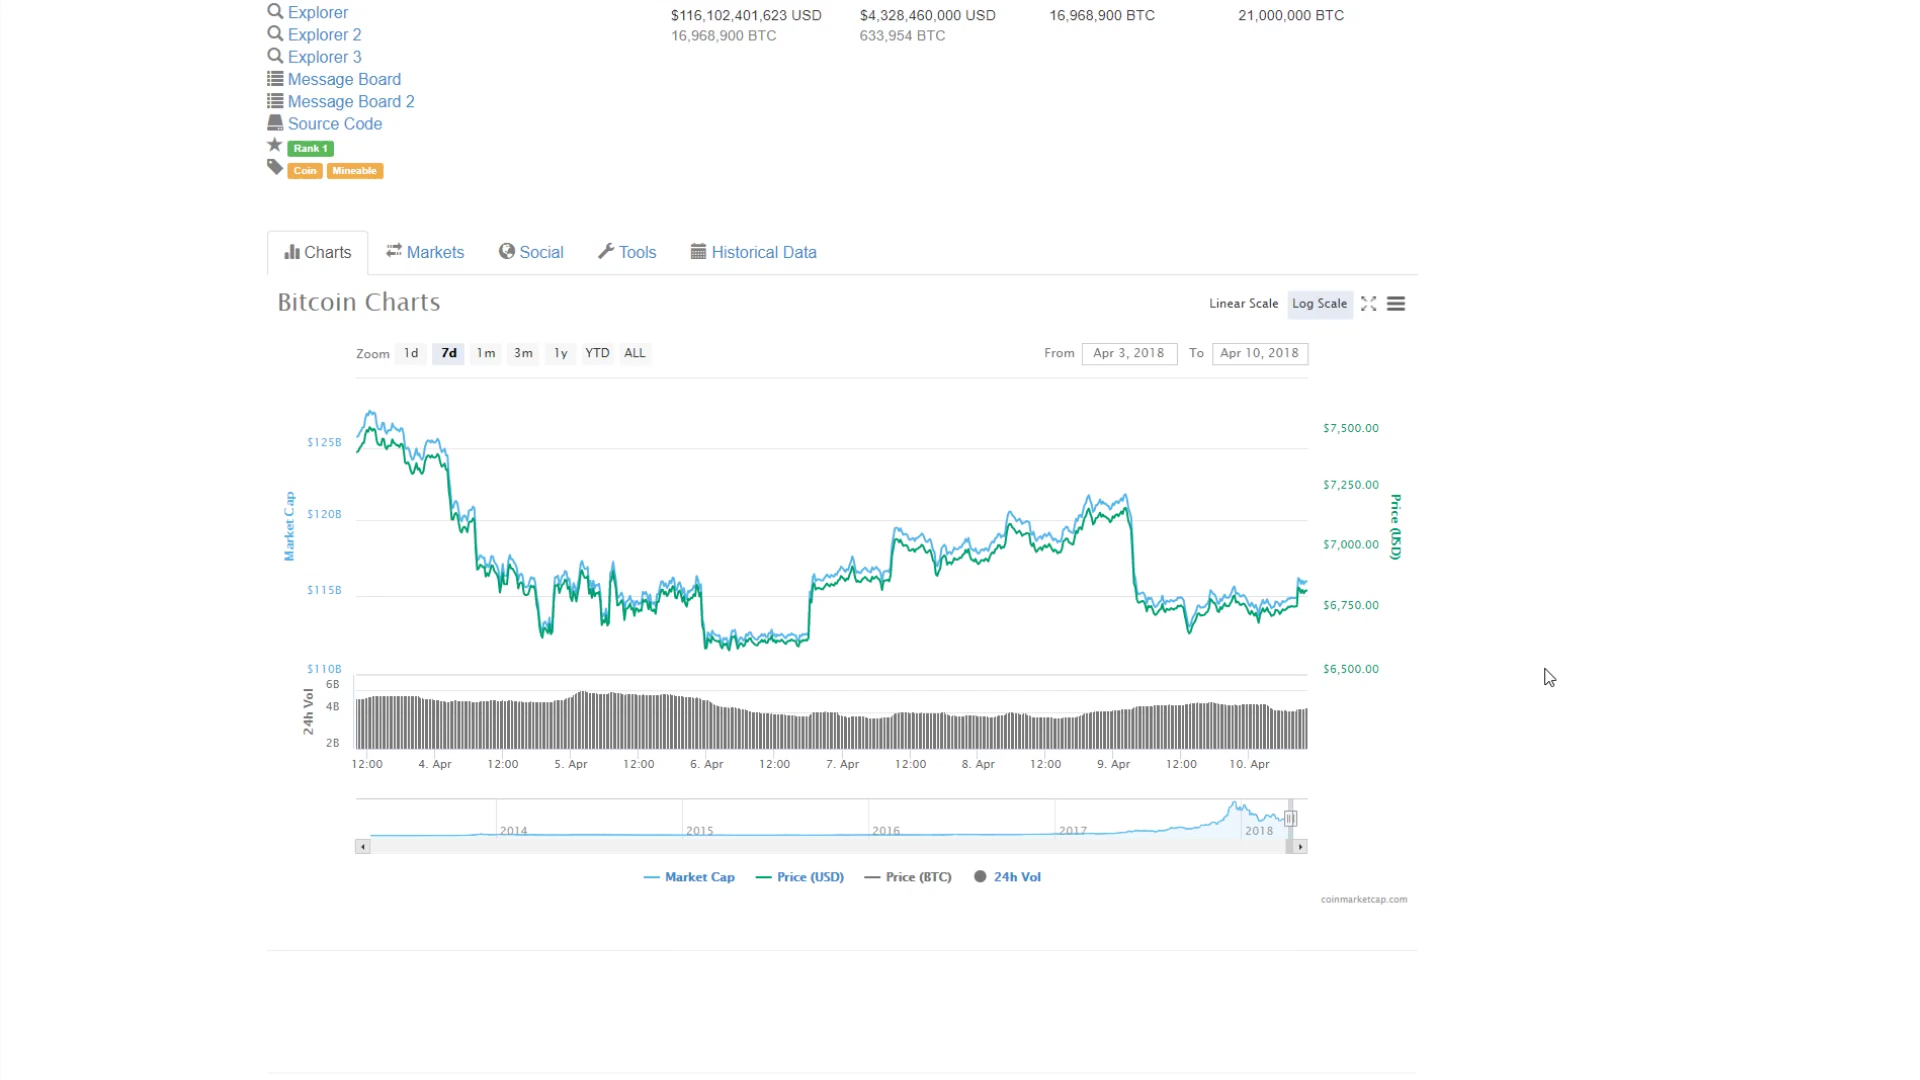 Explorer
$116,102,401,623 USD $4,328,460,000 USD 16,968,900 BTC 21,000,000 BTC
Explorer 2
16,968,900 BTC 633,954 BTC
Explorer 3
Message Board
Message Board 2
Source Code
Rank 1
Coin Mineable
Charts Markets Social Tools Historical Data
Bitcoin Charts
Linear Scale Log Scale
Zoom 1d 7d 1m 3m 1y YTD ALL
From Apr 3, 2018 To Apr 10, 2018
$125B
$120B
$115B
$110B
Market Cap
$7,500.00
$7,250.00
$7,000.00
$6,750.00
$6,500.00
Price (USD)
6B
4B
2B
24h Vol
12:00 4. Apr 12:00 5. Apr 12:00 6. Apr 12:00 7. Apr 12:00 8. Apr 12:00 9. Apr 12:00 10. Apr
2014 2015 2016 2017 2018
Market Cap Price (USD) Price (BTC) 24h Vol
coinmarketcap.com